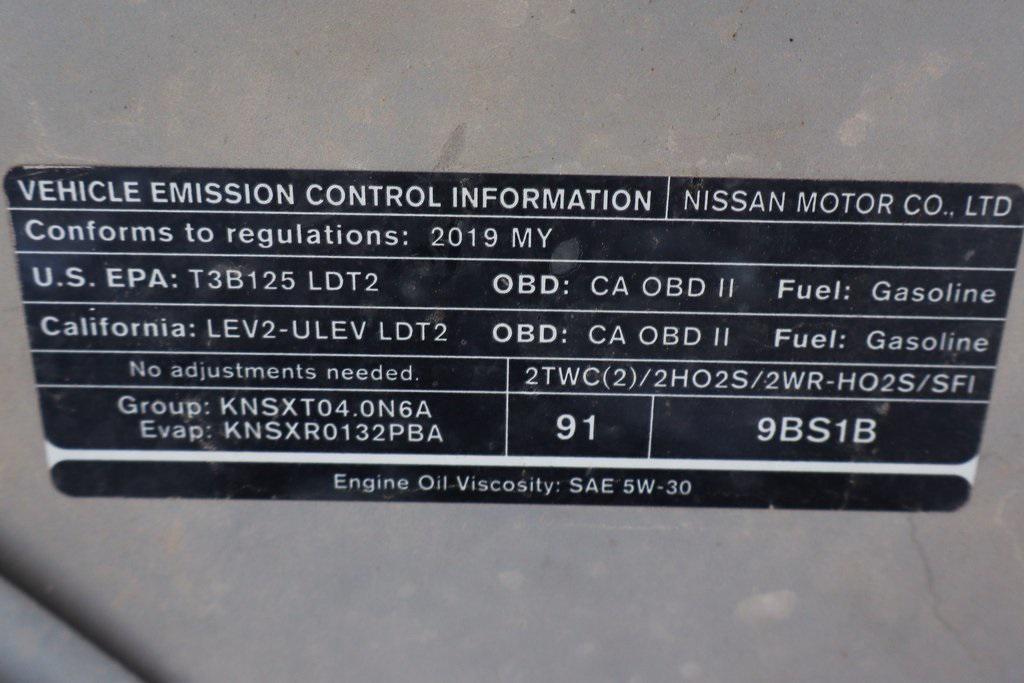 VEHICLE EMISSION CONTROL INFORMATION NISSAN MOTOR CO., LTD
Conforms to regulations: 2019 MY
U.S. EPA: T3B125 LDT2 OBD: CA OBD II Fuel: Gasoline
California: LEV2-ULEV LDT2 OBD: CA OBD II Fuel: Gasoline
No adjustments needed. 2TWC(2)/2HO2S/2WR-HO2S/SFI
Group: KNSXT04.0N6A
Evap: KNSXR0132PBA
91 9BS1B
Engine Oil Viscosity: SAE 5W-30